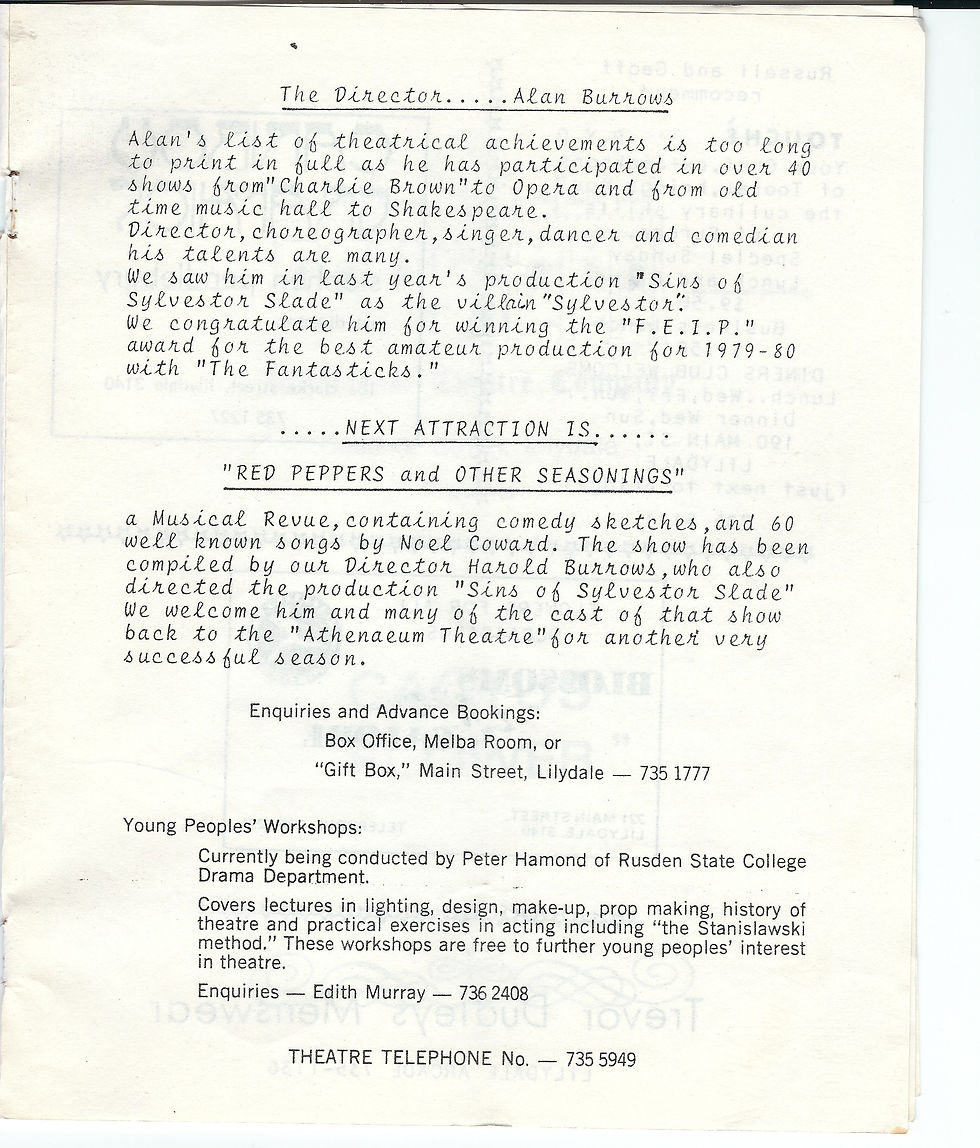 The Director.....Alan Burrows
Alan's list of theatrical achievements is too long
to print in full as he has participated in over 40
shows from"Charlie Brown"to Opera and from old
time music hall to Shakespeare.
Director,choreographer,singer,dancer and comedian
his talents are many.
We saw him in last year's production "Sins of
Sylvestor Slade" as the villain"Sylvestor".
We congratulate him for winning the "F.E.I.P."
award for the best amateur production for 1979-80
with "The Fantasticks."
.....NEXT ATTRACTION IS......
"RED PEPPERS and OTHER SEASONINGS"
a Musical Revue,containing comedy sketches,and 60
well known songs by Noel Coward. The show has been
compiled by our Director Harold Burrows,who also
directed the production "Sins of Sylvestor Slade"
We welcome him and many of the cast of that show
back to the "Athenaeum Theatre"for another very
successful season.
Enquiries and Advance Bookings:
Box Office, Melba Room, or
“Gift Box,” Main Street, Lilydale — 735 1777
Young Peoples’ Workshops:
Currently being conducted by Peter Hamond of Rusden State College
Drama Department.
Covers lectures in lighting, design, make-up, prop making, history of
theatre and practical exercises in acting including “the Stanislawski
method.” These workshops are free to further young peoples’ interest
in theatre.
Enquiries — Edith Murray — 736 2408
THEATRE TELEPHONE No. — 735 5949